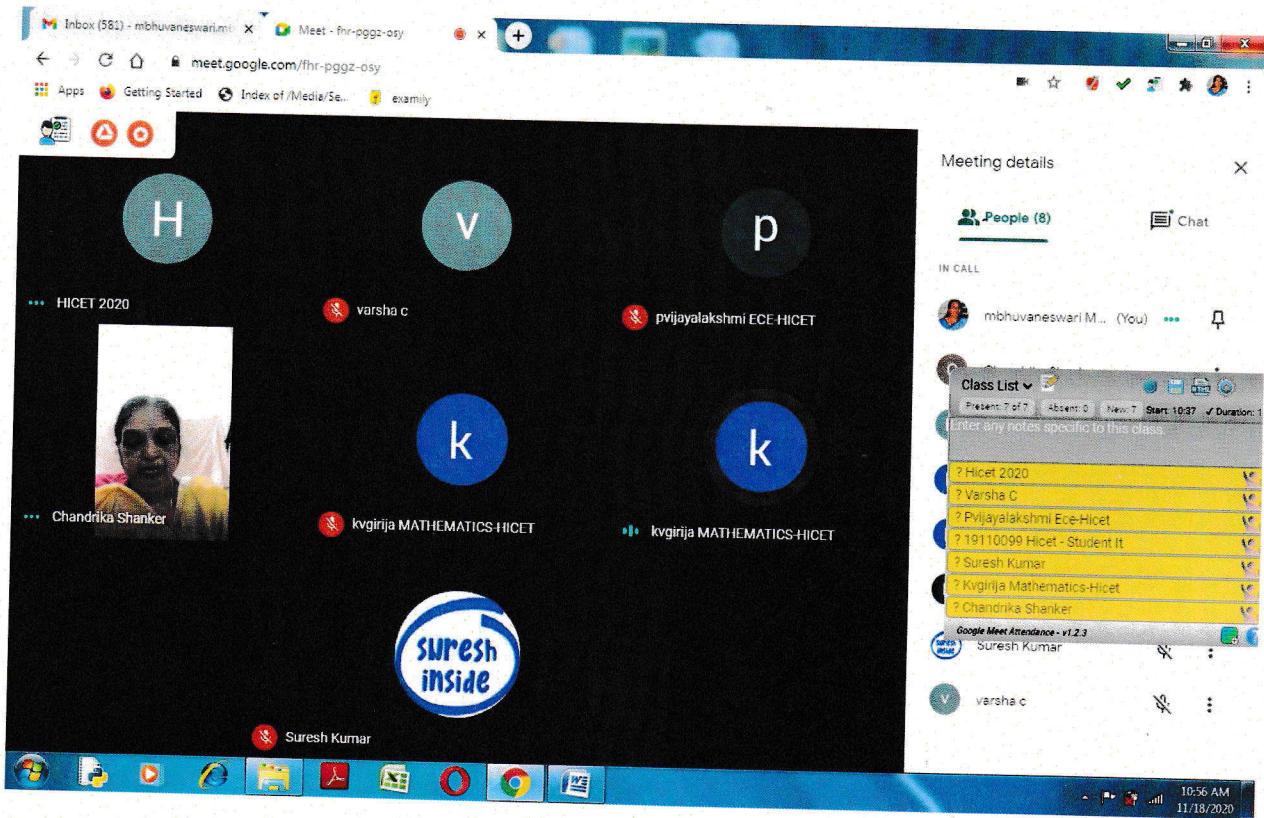 Inbox (581) - mbhuvaneswari.m
Meet - fhr-pggz-osy
meet.google.com/fhr-pggz-osy
Apps
Getting Started
Index of /Media/Se...
examily
H
HICET 2020
v
varsha c
p
pvijayalakshmi ECE-HICET
Chandrika Shanker
k
kvgirija MATHEMATICS-HICET
k
kvgirija MATHEMATICS-HICET
suresh
inside
Suresh Kumar
Meeting details
People (8)
Chat
IN CALL
mbhuvaneswari M... (You)
Class List
Present: 7 of 7 Absent: 0 New: 7 Start: 10:37 ✓ Duration: 1
Enter any notes specific to this class
? Hicet 2020
? Varsha C
? Pvijayalakshmi Ece-Hicet
? 19110099 Hicet - Student It
? Suresh Kumar
? Kvgirija Mathematics-Hicet
? Chandrika Shanker
Google Meet Attendance - v1.2.3
Suresh Kumar
v
varsha c
10:56 AM
11/18/2020